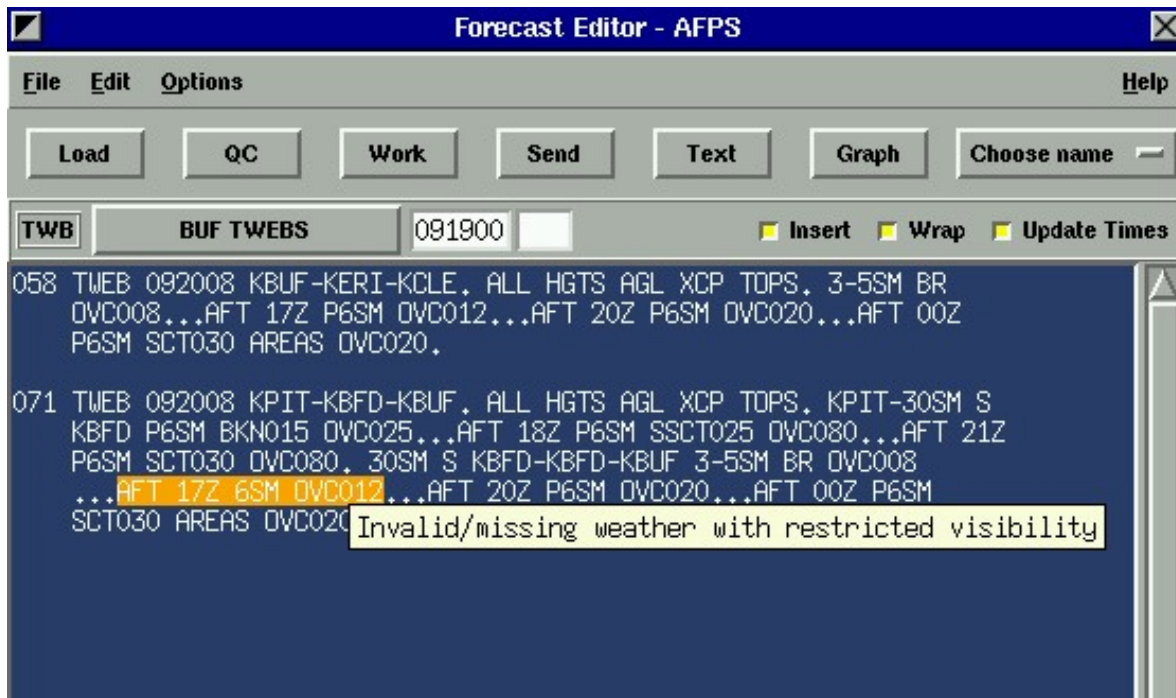 Forecast Editor - AFPS
File Edit Options Help
Load QC Work Send Text Graph Choose name
TWB BUF TWEBS 091900 Insert Wrap Update Times
058 TWEB 092008 KBUF-KERI-KCLE. ALL HGTS AGL XCP TOPS. 3-5SM BR
OVC008...AFT 17Z P6SM OVC012...AFT 20Z P6SM OVC020...AFT 00Z
P6SM SCT030 AREAS OVC020.
071 TWEB 092008 KPIT-KBFD-KBUF. ALL HGTS AGL XCP TOPS. KPIT-30SM S
KBFD P6SM BKN015 OVC025...AFT 18Z P6SM SSCT025 OVC080...AFT 21Z
P6SM SCT030 OVC080. 30SM S KBFD-KBFD-KBUF 3-5SM BR OVC008
...AFT 17Z 6SM OVC012...AFT 20Z P6SM OVC020...AFT 00Z P6SM
SCT030 AREAS OVC020
Invalid/missing weather with restricted visibility